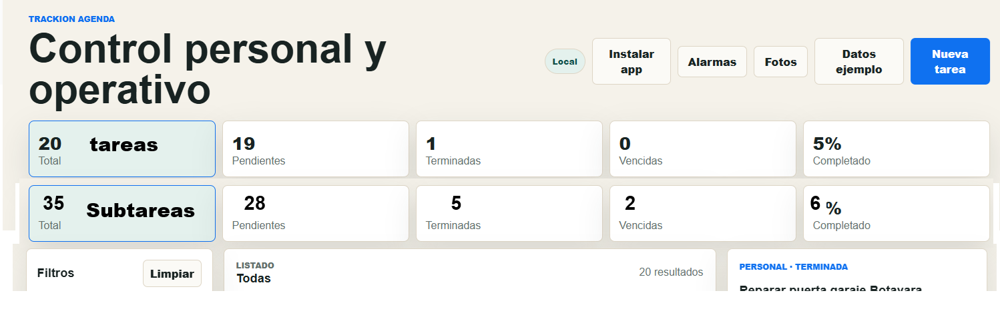 TRACKION AGENDA
Control personal y
operativo
Local
Instalar
app
Alarmas
Fotos
Datos
ejemplo
Nueva
tarea
20 tareas
Total
19
Pendientes
1
Terminadas
0
Vencidas
5%
Completado
35 Subtareas
Total
28
Pendientes
5
Terminadas
2
Vencidas
6 %
Completado
Filtros
Limpiar
LISTADO
Todas
20 resultados
PERSONAL · TERMINADA
Reparar puerta garaje Botavara